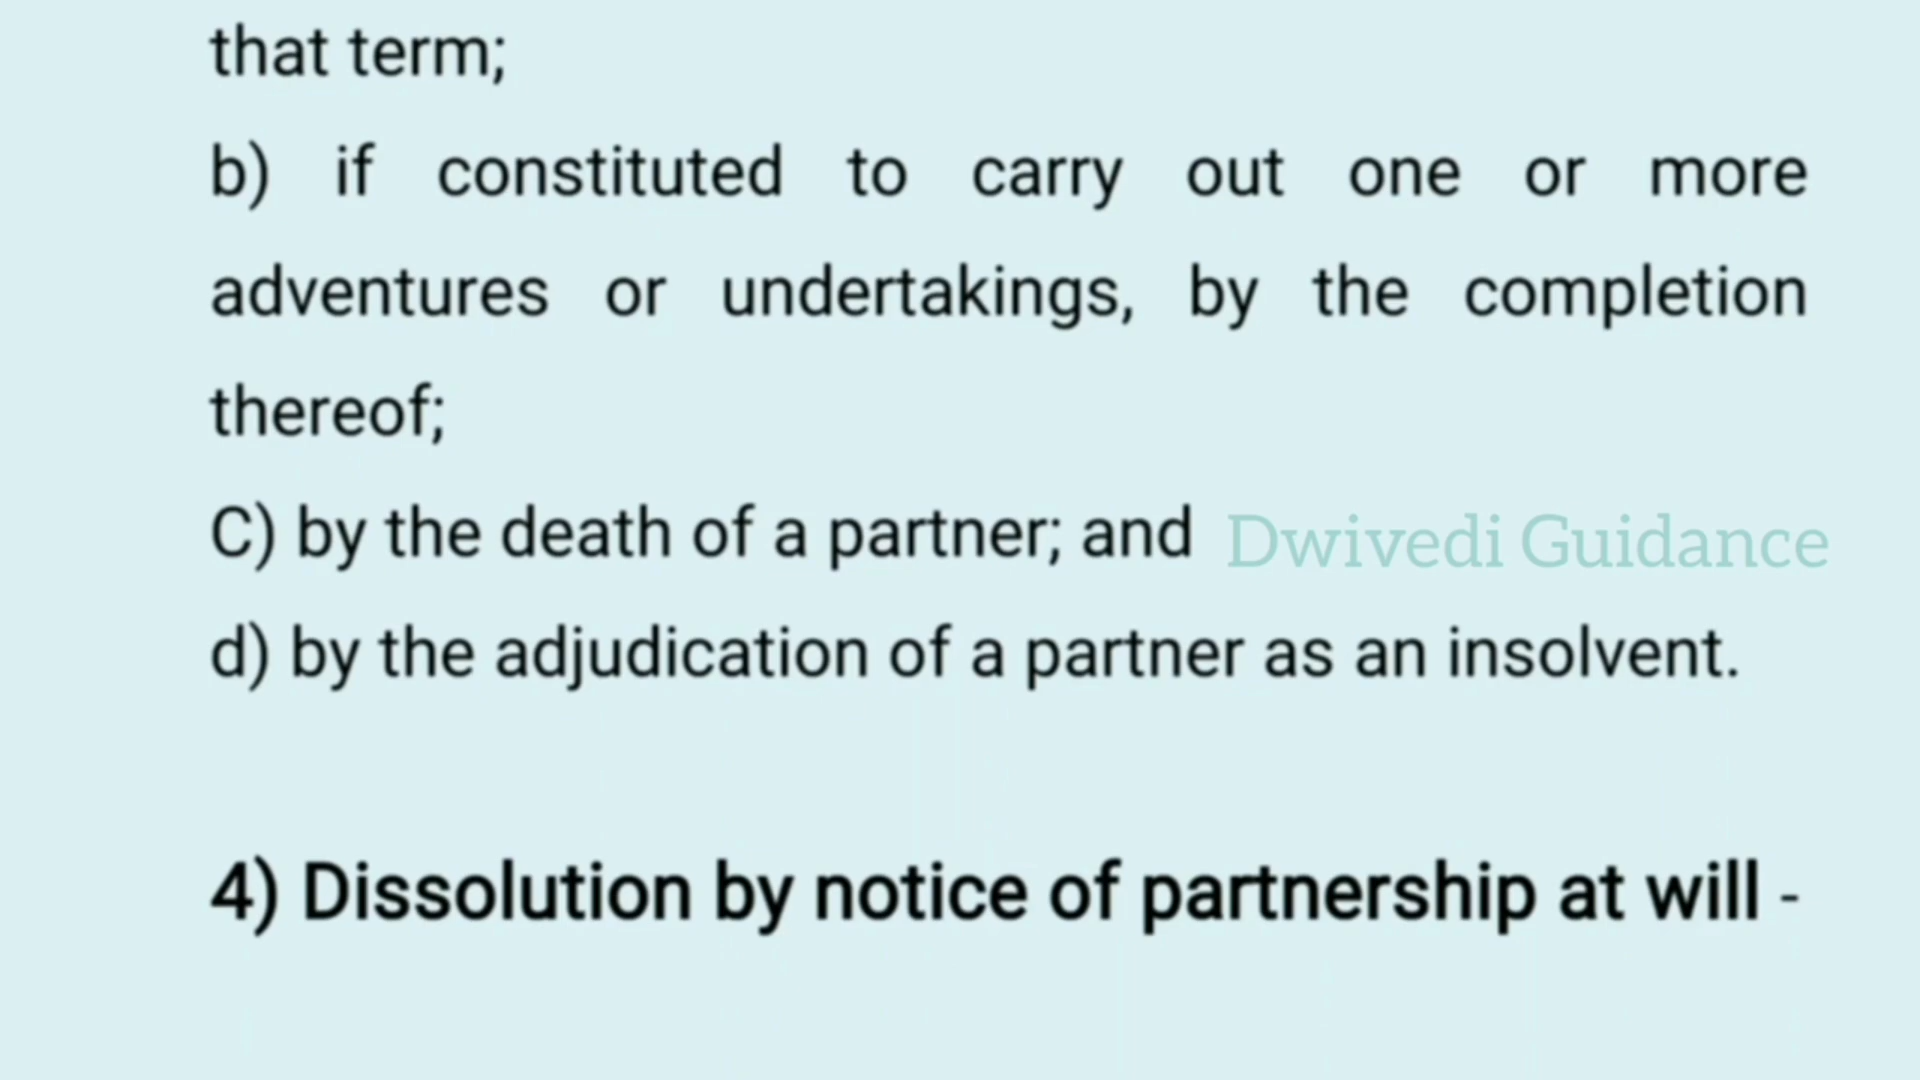 that term;
b) if constituted to carry out one or more
adventures or undertakings, by the completion
thereof;
C) by the death of a partner; and
Dwivedi Guidance
d) by the adjudication of a partner as an insolvent.
4) Dissolution by notice of partnership at will -